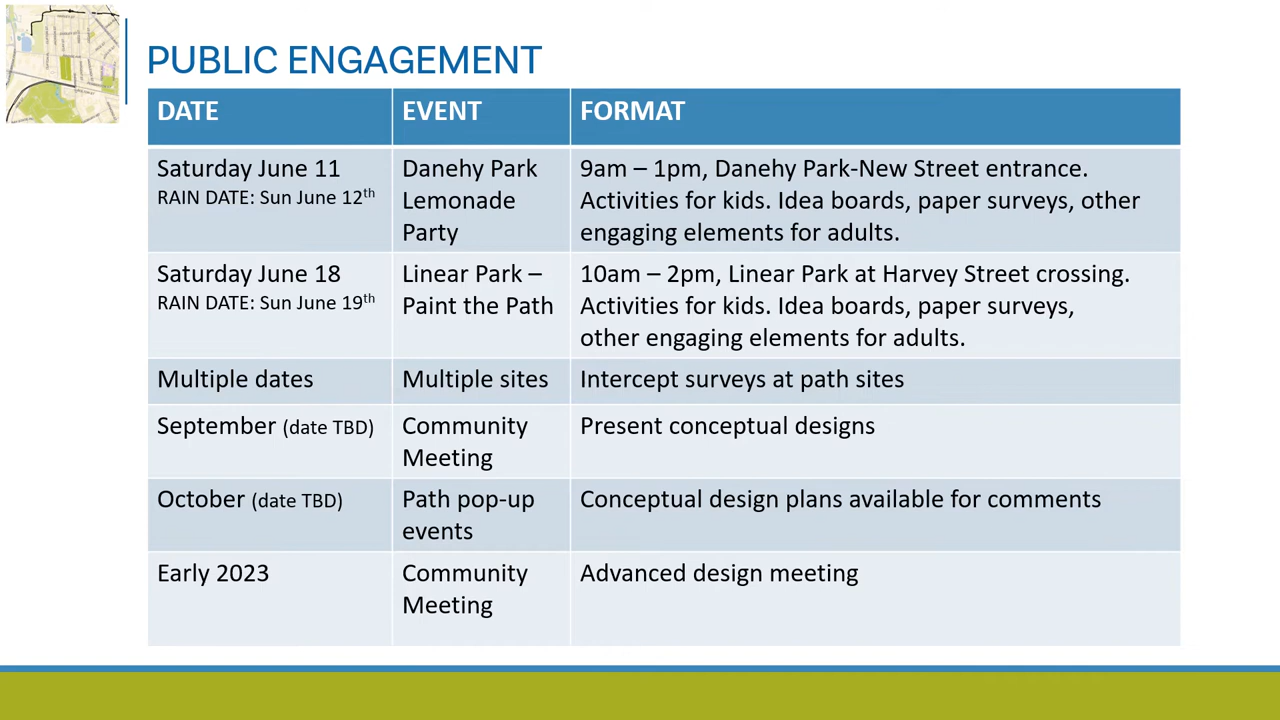 PUBLIC ENGAGEMENT
DATE EVENT FORMAT
Saturday June 11
RAIN DATE: Sun June 12th
Danehy Park
Lemonade
Party
9am – 1pm, Danehy Park-New Street entrance.
Activities for kids. Idea boards, paper surveys, other
engaging elements for adults.
Saturday June 18
RAIN DATE: Sun June 19th
Linear Park –
Paint the Path
10am – 2pm, Linear Park at Harvey Street crossing.
Activities for kids. Idea boards, paper surveys,
other engaging elements for adults.
Multiple dates
Multiple sites
Intercept surveys at path sites
September (date TBD)
Community
Meeting
Present conceptual designs
October (date TBD)
Path pop-up
events
Conceptual design plans available for comments
Early 2023
Community
Meeting
Advanced design meeting